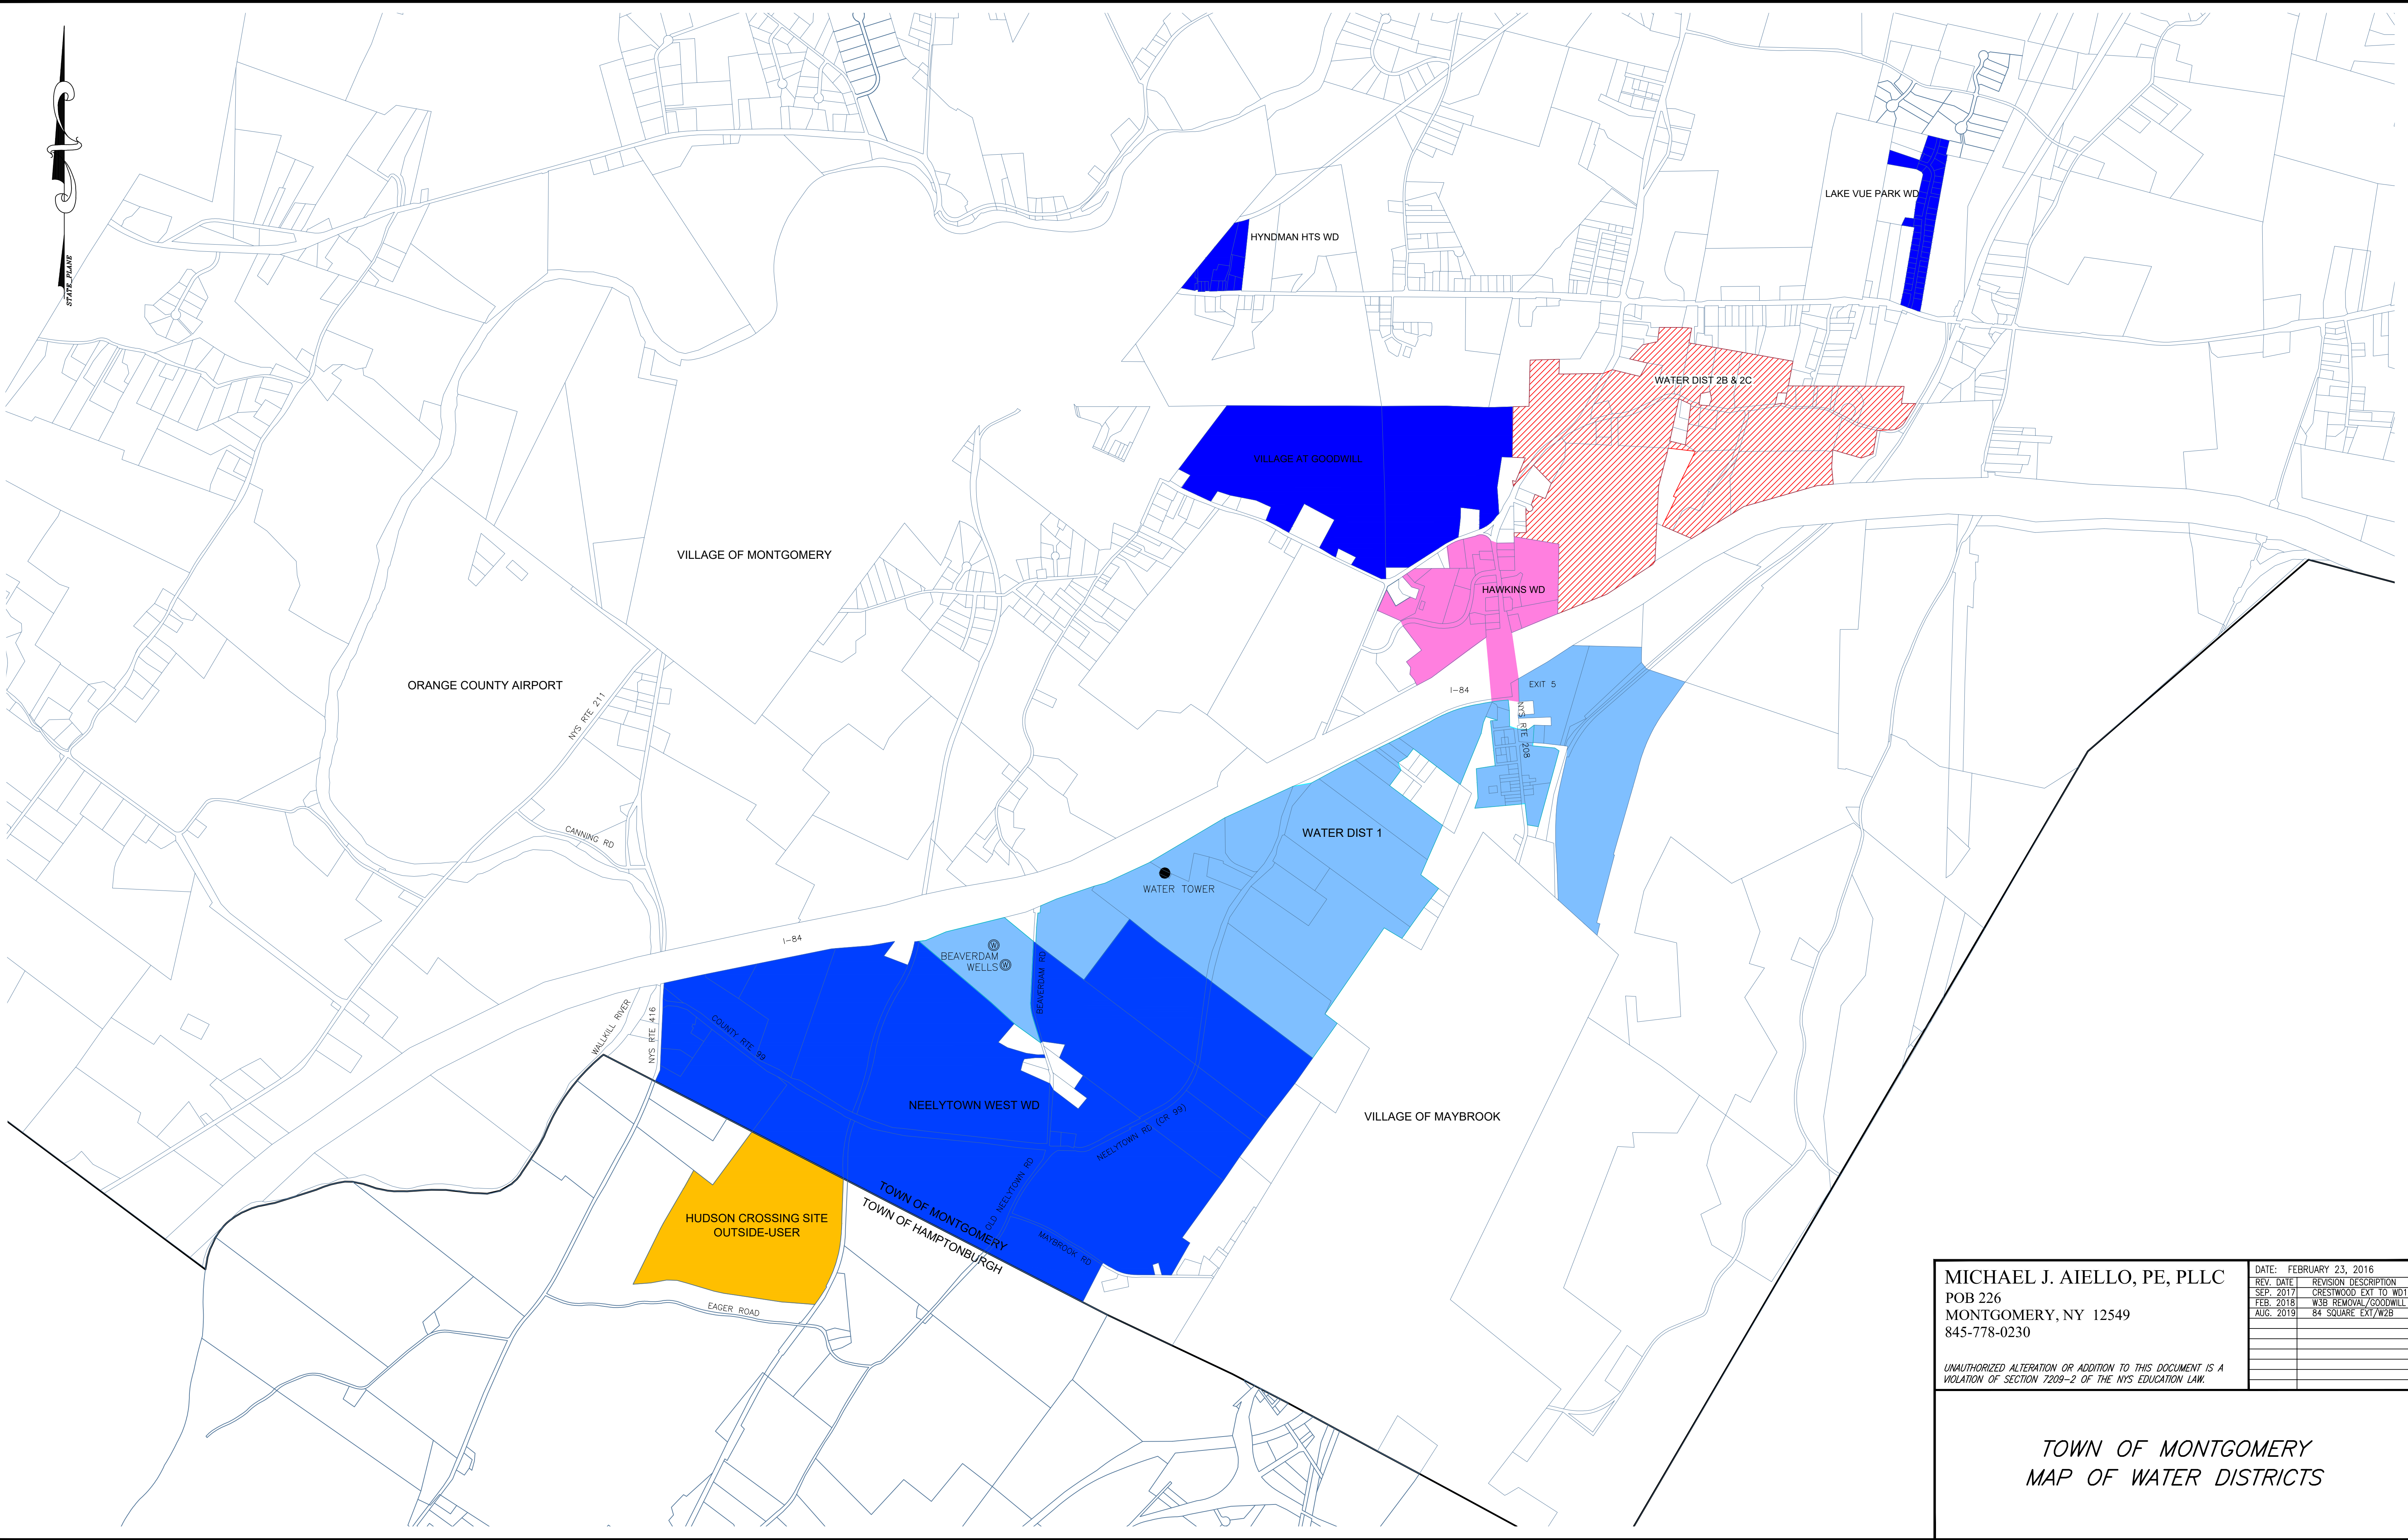 STATE_PLANE
LAKE VUE PARK WD
HYNDMAN HTS WD
WATER DIST 2B & 2C
VILLAGE AT GOODWILL
VILLAGE OF MONTGOMERY
HAWKINS WD
ORANGE COUNTY AIRPORT
NYS RTE 211
I-84
EXIT 5
NYS RTE 208
CANNING RD
WATER DIST 1
WATER TOWER
I-84
W
BEAVERDAM
WELLS W
BEAVERDAM RD
WALLKILL RIVER
NYS RTE 416
COUNTY RTE 99
NEELYTOWN WEST WD
NEELYTOWN RD (CR 99)
VILLAGE OF MAYBROOK
HUDSON CROSSING SITE
OUTSIDE-USER
TOWN OF MONTGOMERY
TOWN OF HAMPTONBURGH
OLD NEELYTOWN RD
MAYBROOK RD
EAGER ROAD
MICHAEL J. AIELLO, PE, PLLC
POB 226
MONTGOMERY, NY 12549
845-778-0230
UNAUTHORIZED ALTERATION OR ADDITION TO THIS DOCUMENT IS A
VIOLATION OF SECTION 7209-2 OF THE NYS EDUCATION LAW.
DATE: FEBRUARY 23, 2016
REV. DATE REVISION DESCRIPTION
SEP. 2017 CRESTWOOD EXT TO WD1
FEB. 2018 W3B REMOVAL/GOODWILL
AUG. 2019 84 SQUARE EXT/W2B
TOWN OF MONTGOMERY
MAP OF WATER DISTRICTS